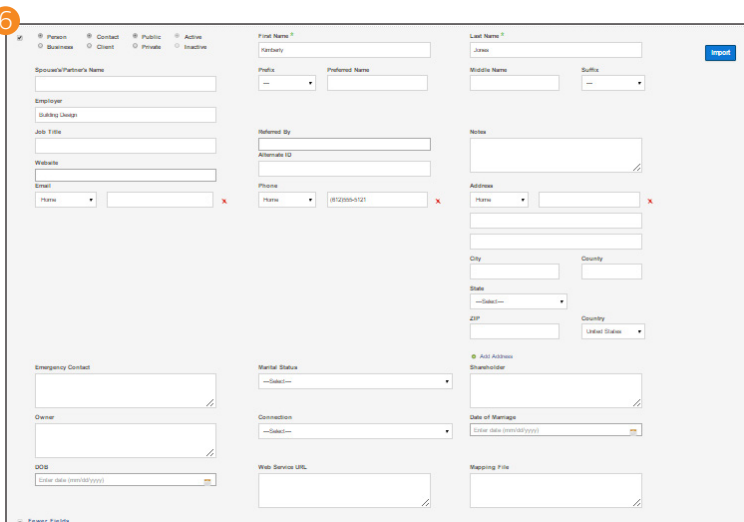 6
Person Contact Public Active
Business Client Private Inactive
First Name *
Kimberly
Last Name *
Jones
Import
Spouse's/Partner's Name
Prefix Preferred Name
Middle Name Suffix
---
---
Employer
Building Design
Job Title
Referred By
Notes
Alternate ID
Website
Email
Phone
Address
Home
Home (612)555-5121
Home
City County
State
---Select---
ZIP Country
United States
Add Address
Emergency Contact
Marital Status
Shareholder
---Select---
Owner
Connection
Date of Marriage
---Select---
Enter date (mm/dd/yyyy)
DOB
Web Service URL
Mapping File
Enter date (mm/dd/yyyy)
Fewer Fields